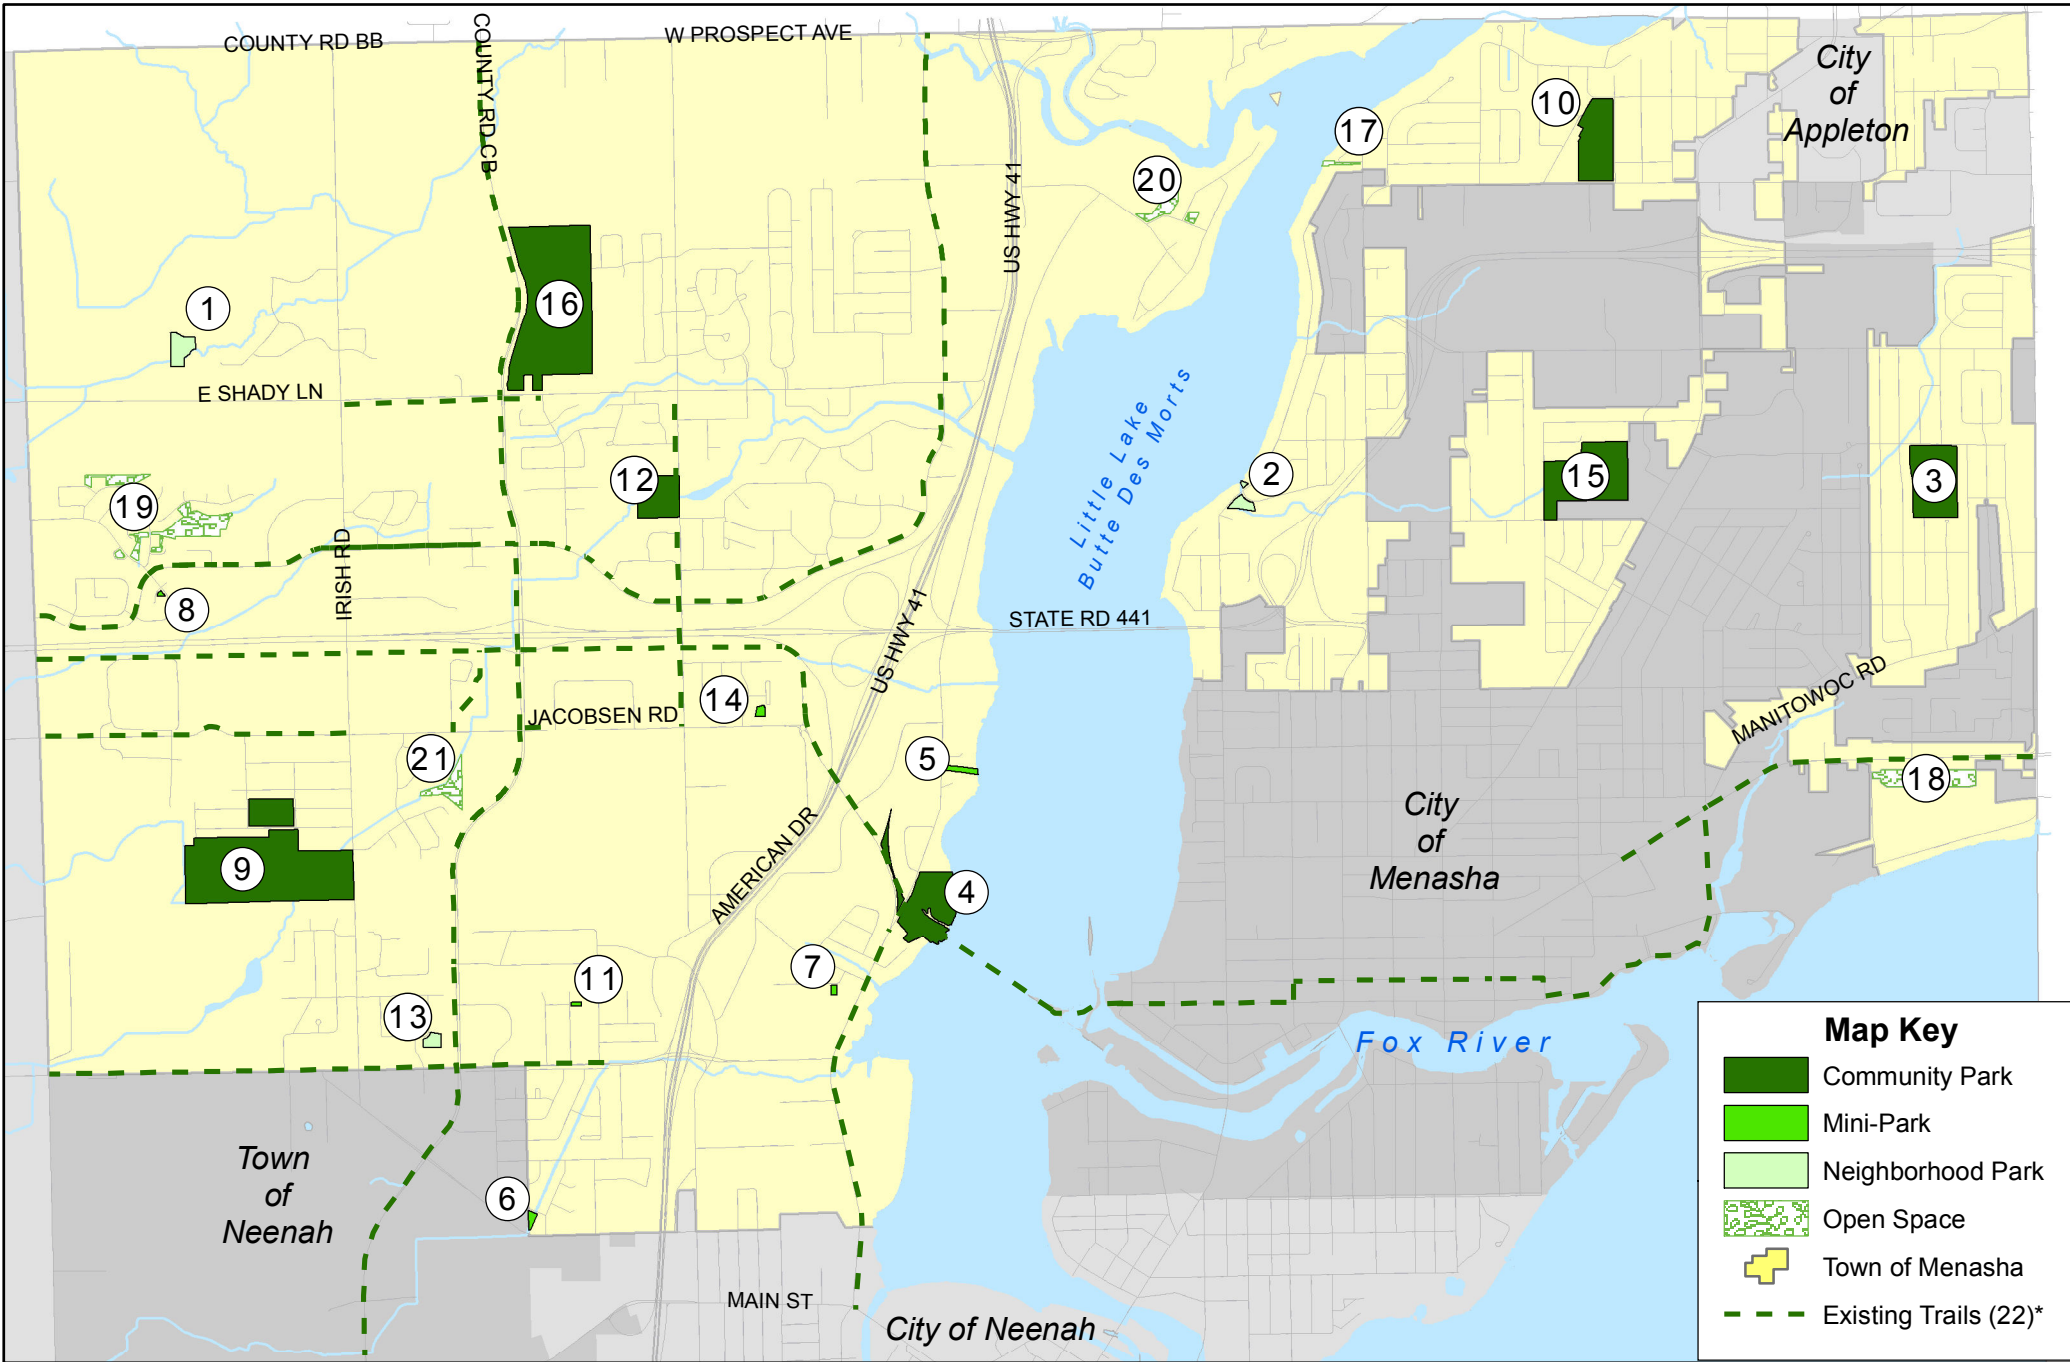 COUNTY RD BB
COUNTY RD CB
W PROSPECT AVE
City
of
Appleton
10
17
20
US HWY 41
1
16
E SHADY LN
Little Lake
Butte Des Morts
12
2
15
3
19
IRISH RD
8
US HWY 41
STATE RD 441
14
JACOBSEN RD
MANITOWOC RD
21
5
18
City
of
Menasha
AMERICAN DR
9
4
7
11
13
Fox River
Town
of
Neenah
6
MAIN ST
City of Neenah
Map Key
Community Park
Mini-Park
Neighborhood Park
Open Space
Town of Menasha
Existing Trails (22)*